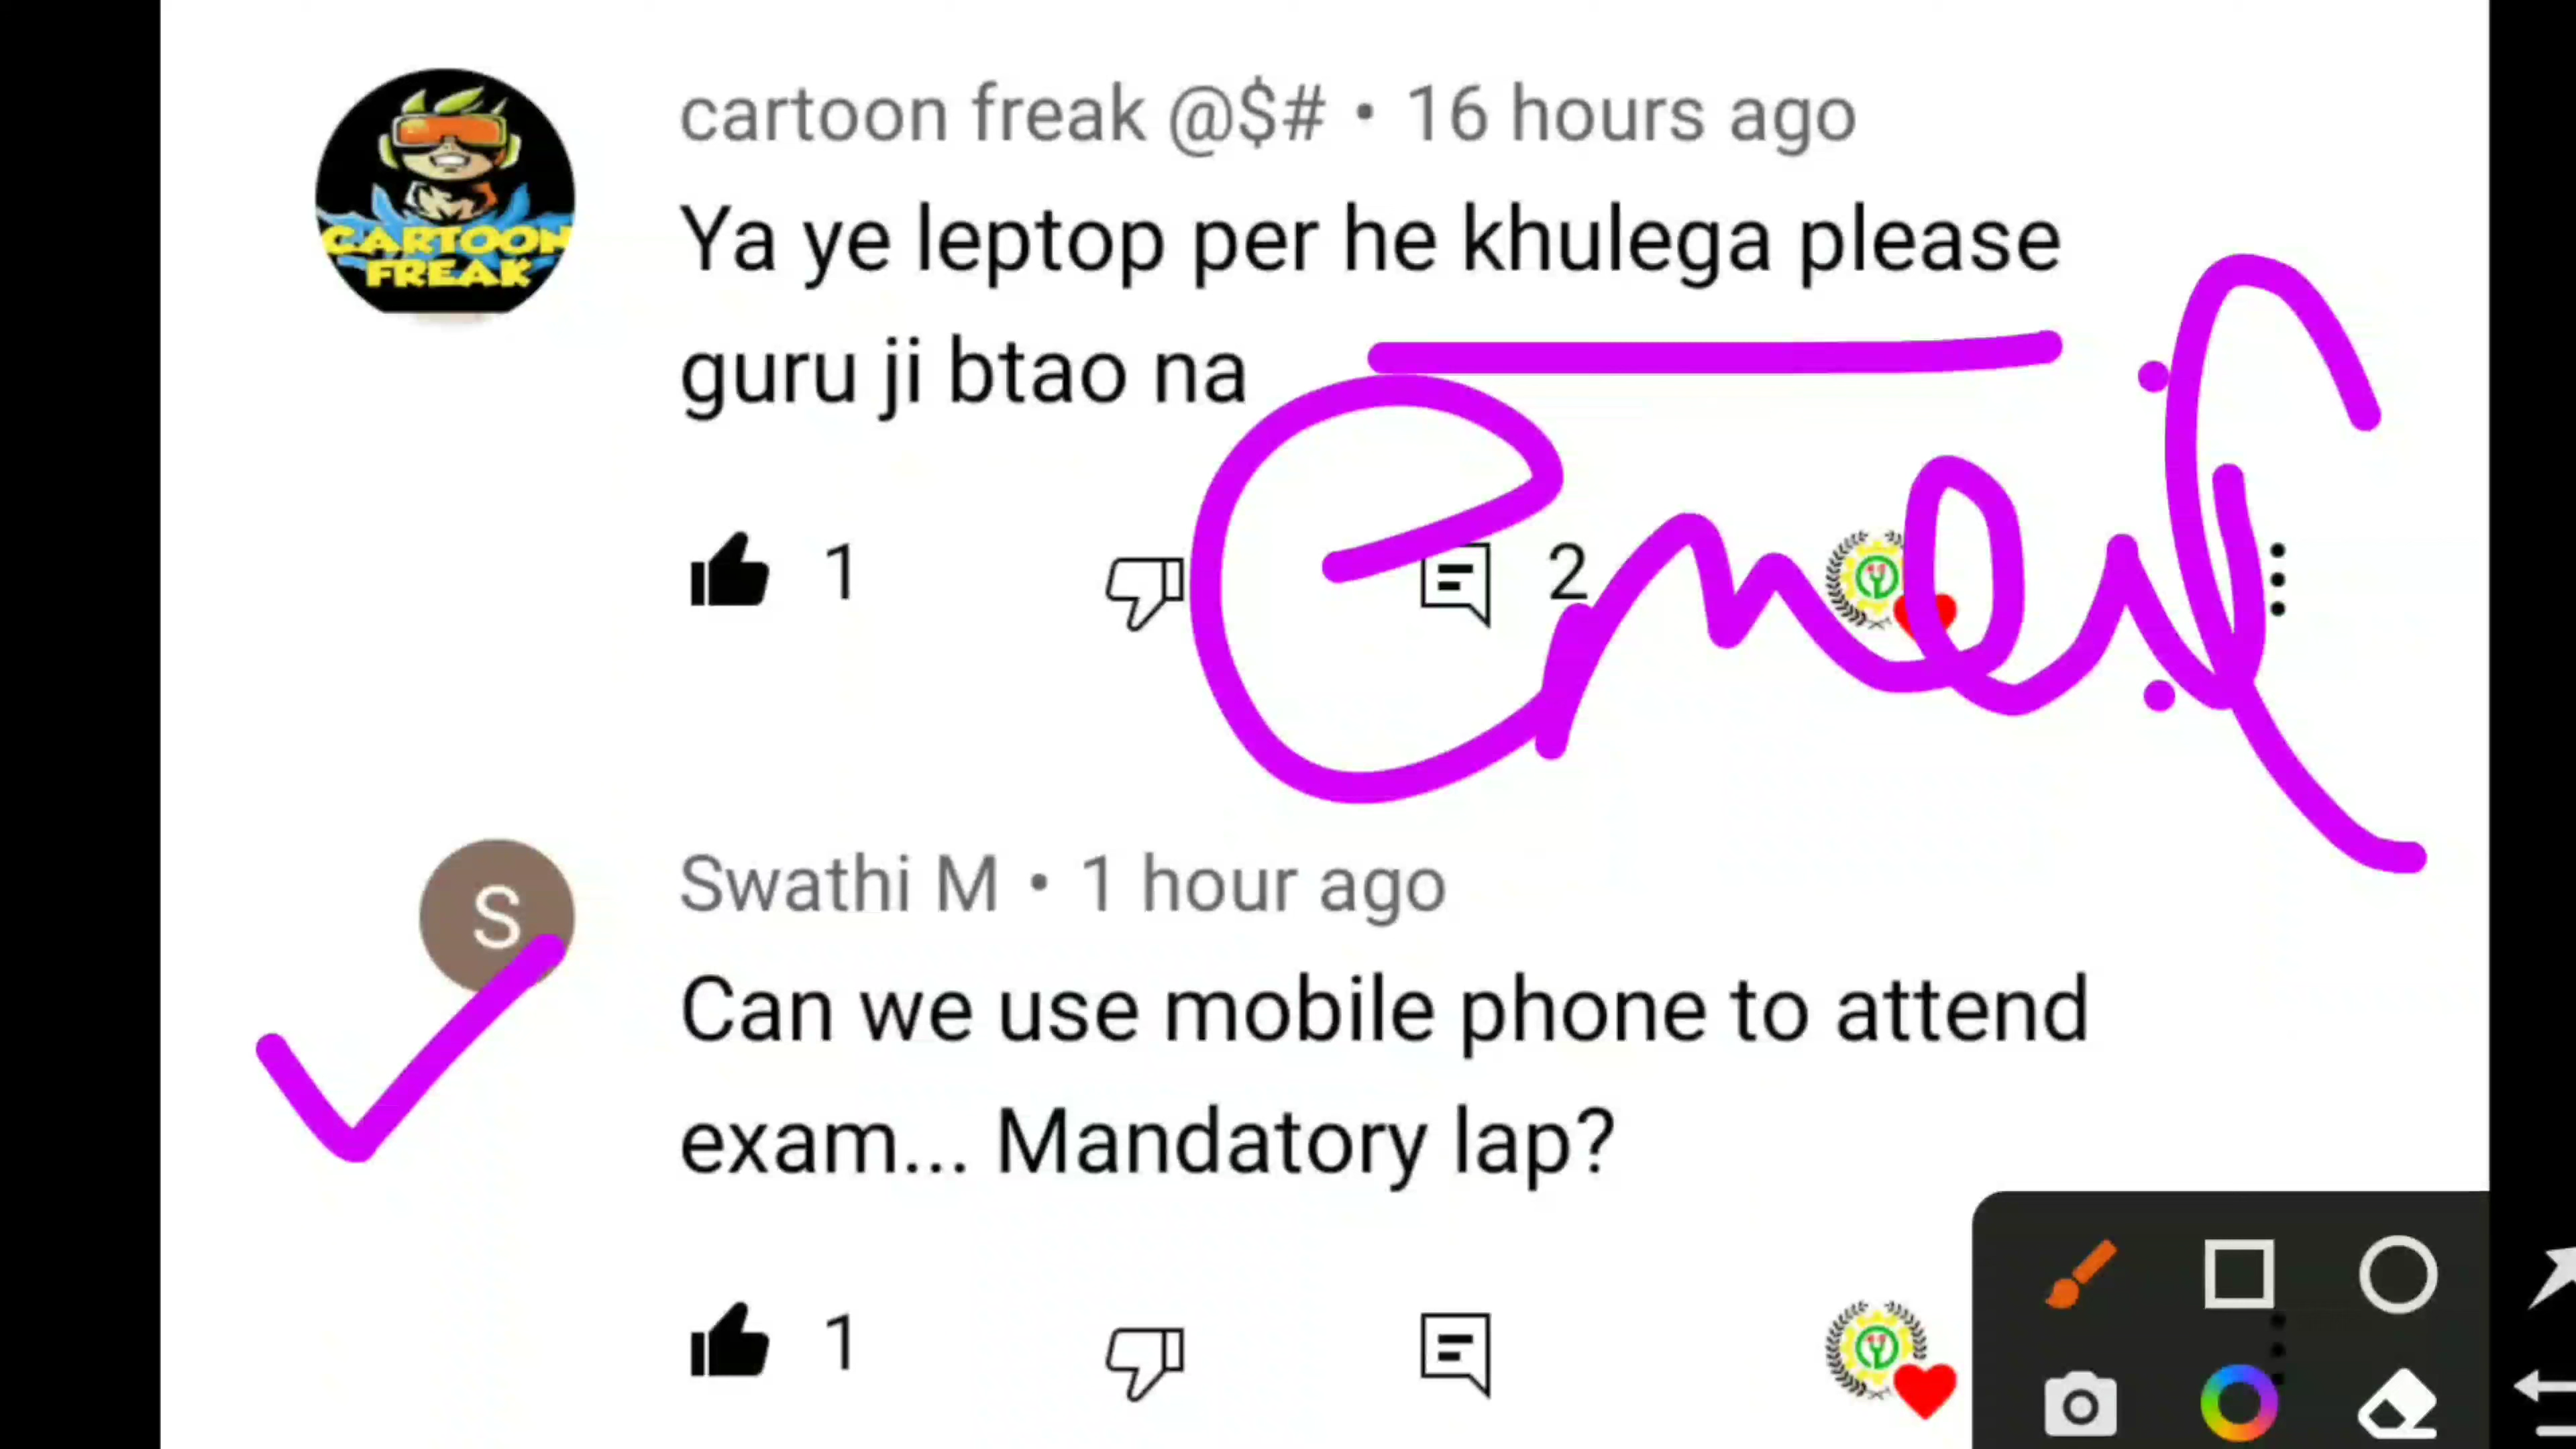 cartoon freak @$# • 16 hours ago
CARTOON
FREAK
Ya ye leptop per he khulega please
guru ji btao na
1
2
S
Swathi M • 1 hour ago
Can we use mobile phone to attend
exam... Mandatory lap?
1